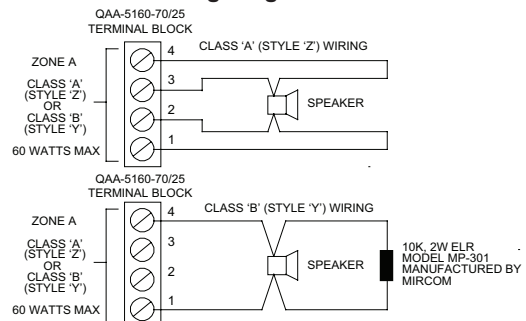 QAA-5160-70/25
TERMINAL BLOCK
4
CLASS ‘A’ (STYLE ‘Z’) WIRING
ZONE A
3
CLASS ‘A’
(STYLE ‘Z’)
OR
CLASS ‘B’
(STYLE ‘Y’)
SPEAKER
2
1
60 WATTS MAX
QAA-5160-70/25
TERMINAL BLOCK
4
CLASS ‘B’ (STYLE ‘Y’) WIRING
ZONE A
3
CLASS ‘A’
(STYLE ‘Z’)
OR
CLASS ‘B’
(STYLE ‘Y’)
SPEAKER
10K, 2W ELR
MODEL MP-301
MANUFACTURED BY
MIRCOM
2
1
60 WATTS MAX